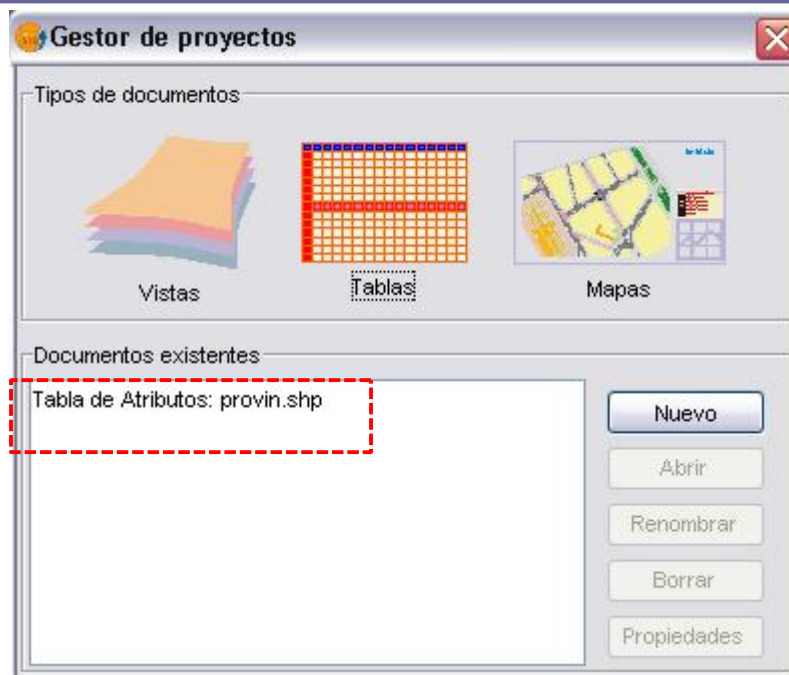 Gestor de proyectos
Tipos de documentos
Vistas
Tablas
Mapas
Documentos existentes
Tabla de Atributos: provin.shp
Nuevo
Abrir
Renombrar
Borrar
Propiedades